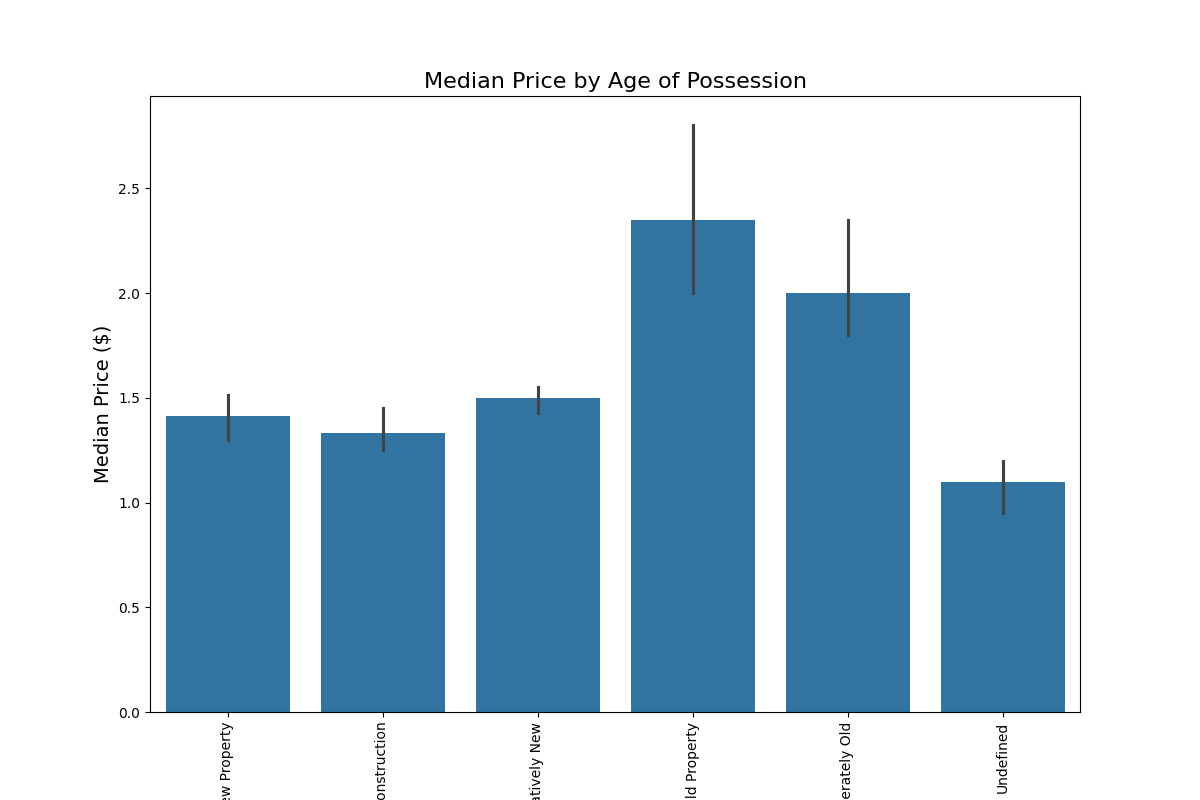 Median Price by Age of Possession
Median Price ($)
2.5
2.0
1.5
1.0
0.5
0.0
ew Property
onstruction
atively New
ld Property
erately Old
Undefined